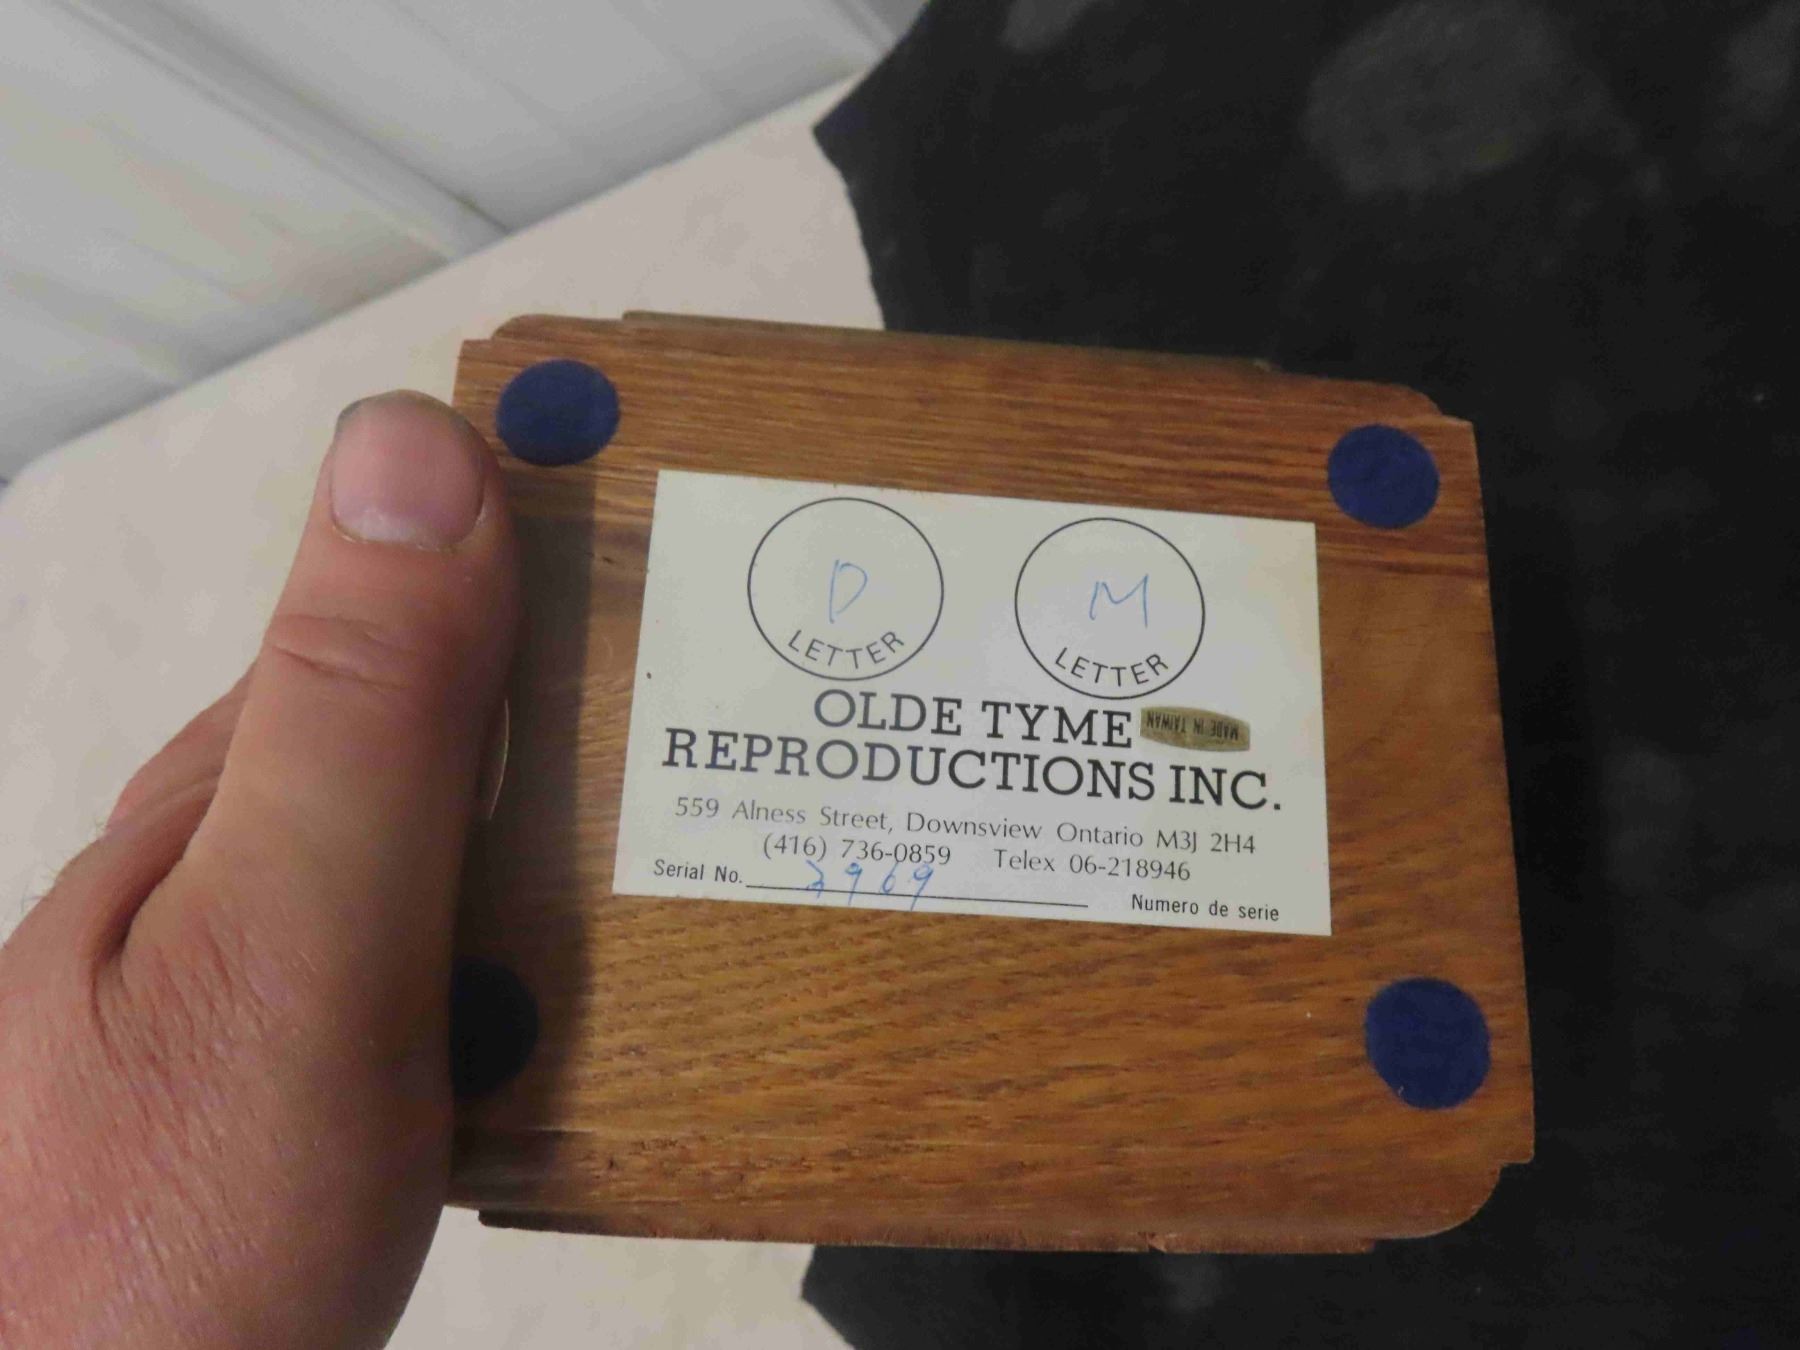 D
LETTER
M
LETTER
OLDE TYME
MADE IN TAIWAN
REPRODUCTIONS INC.
559 Alness Street, Downsview Ontario M3J 2H4
(416) 736-0859 Telex 06-218946
Serial No. 2969 Numero de serie